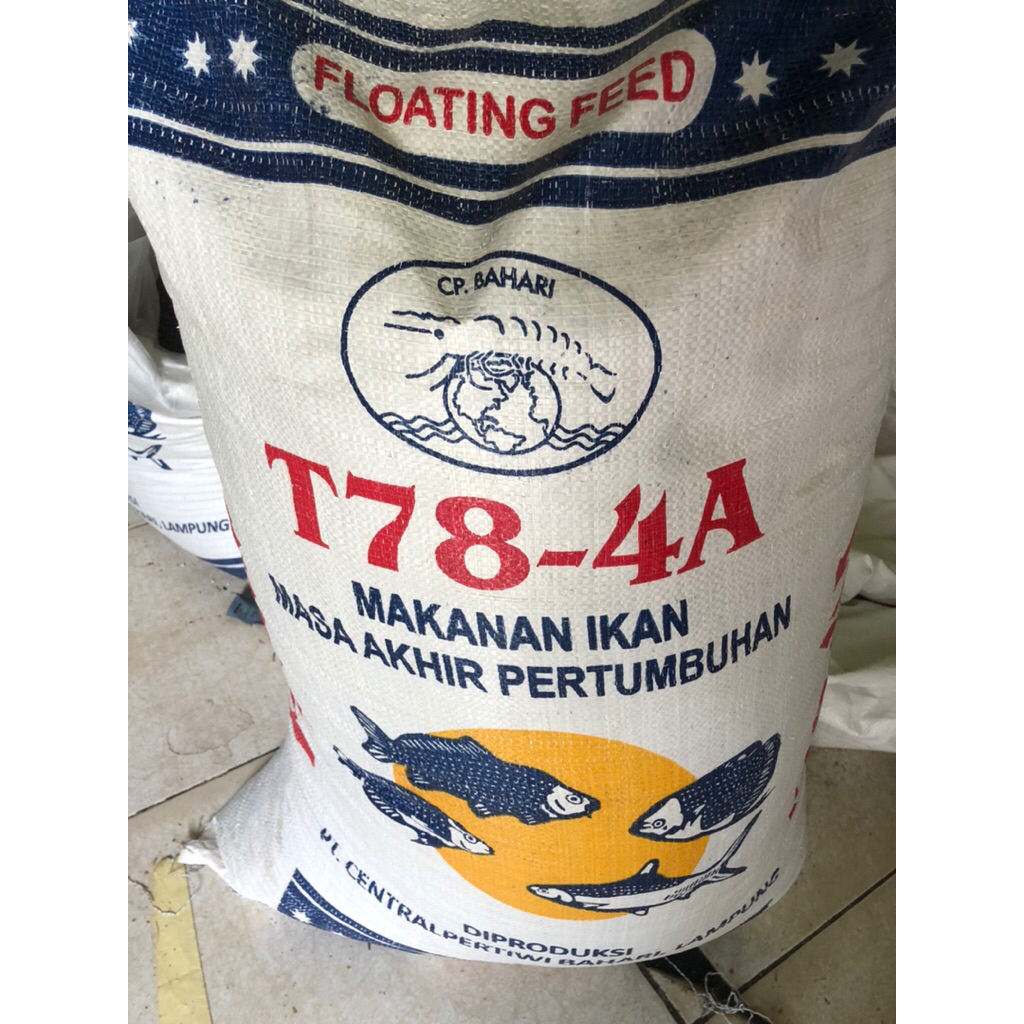 FLOATING FEED
CP. BAHARI
T78-4A
MAKANAN IKAN
MASA AKHIR PERTUMBUHAN
DIPRODUKSI
PT. CENTRALPERTIWI BAHARI, LAMPUNG
LAMPUNG